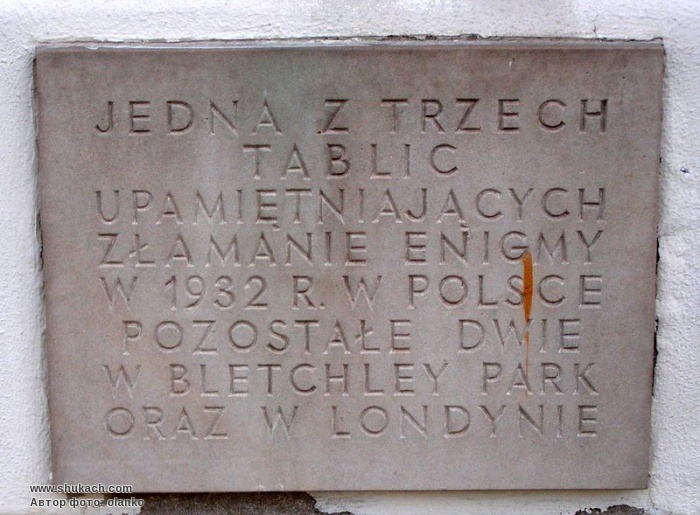 JEDNA Z TRZECH
TABLIC
UPAMIĘTNIAJĄCYCH
ZŁAMANIE ENIGMY
W 1932 R. W POLSCE
POZOSTAŁE DWIE
W BLETCHLEY PARK
ORAZ W LONDYNIE
www.shukach.com
Автор фото: olanko